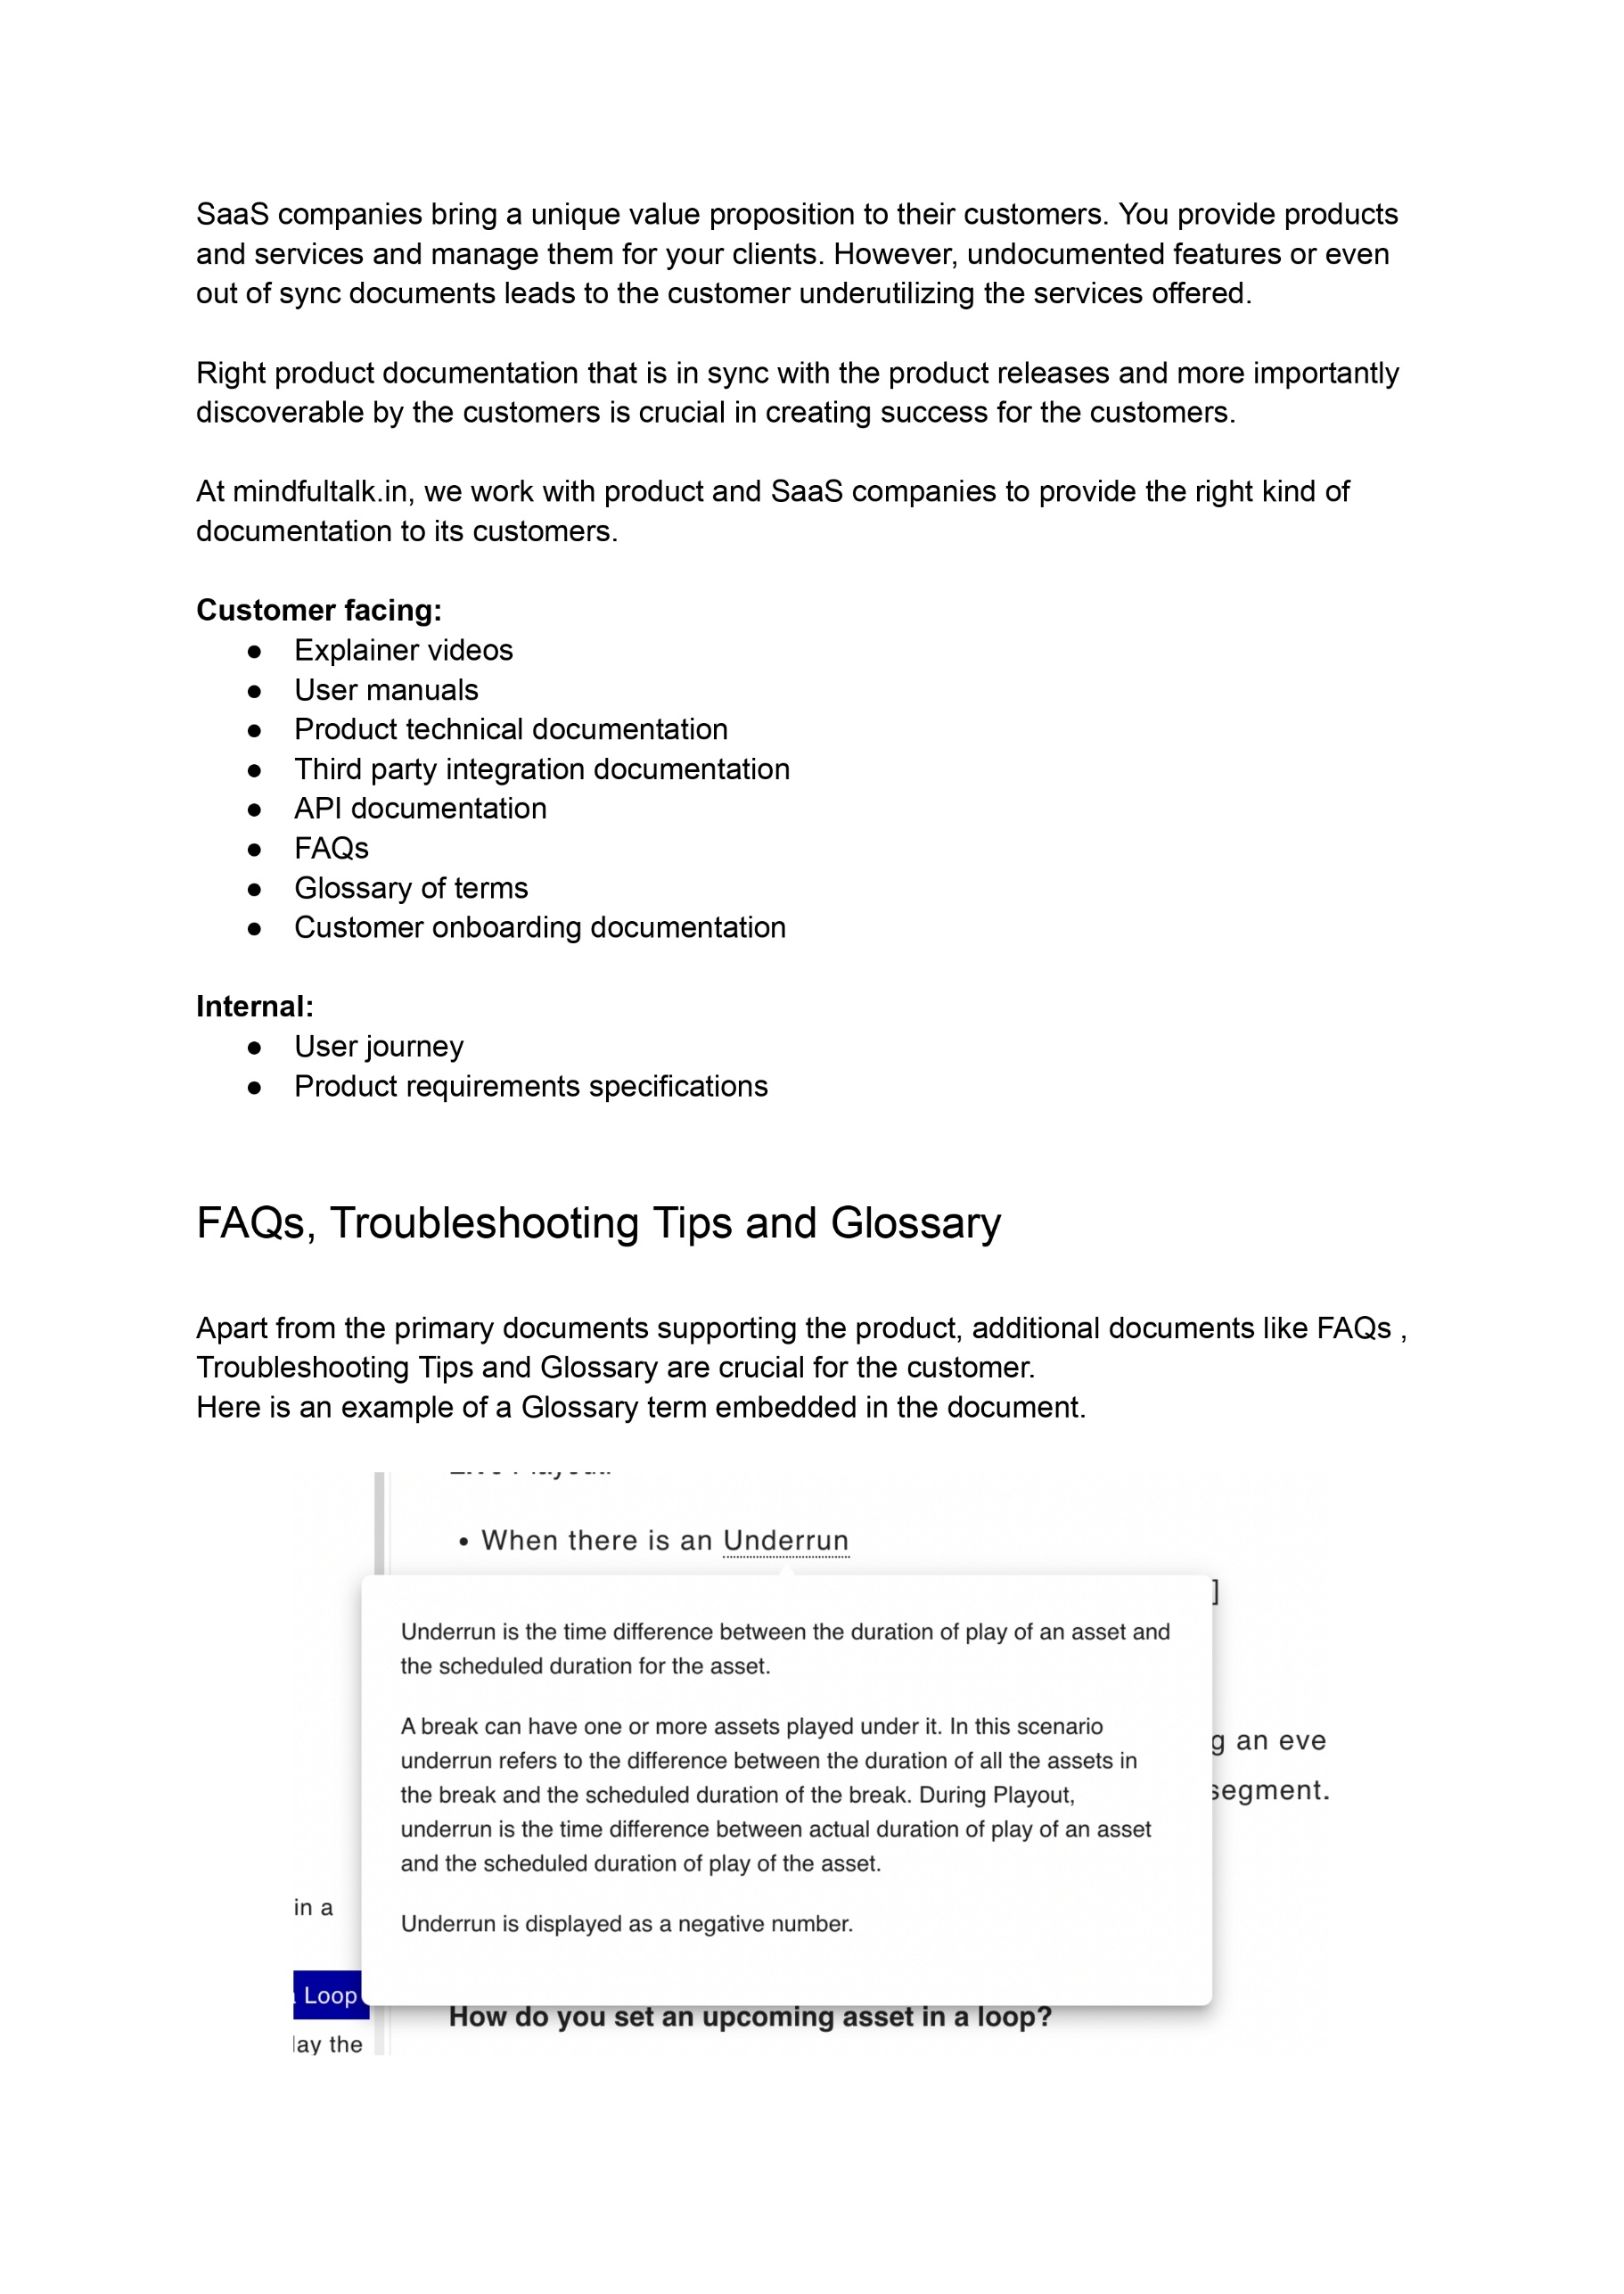 SaaS companies bring a unique value proposition to their customers. You provide products
and services and manage them for your clients. However, undocumented features or even
out of sync documents leads to the customer underutilizing the services offered.
Right product documentation that is in sync with the product releases and more importantly
discoverable by the customers is crucial in creating success for the customers.
At mindfultalk.in, we work with product and SaaS companies to provide the right kind of
documentation to its customers.
Customer facing:
● Explainer videos
● User manuals
● Product technical documentation
● Third party integration documentation
● API documentation
● FAQs
● Glossary of terms
● Customer onboarding documentation
Internal:
● User journey
● Product requirements specifications
FAQs, Troubleshooting Tips and Glossary
Apart from the primary documents supporting the product, additional documents like FAQs ,
Troubleshooting Tips and Glossary are crucial for the customer.
Here is an example of a Glossary term embedded in the document.
• When there is an Underrun
]
Underrun is the time difference between the duration of play of an asset and
the scheduled duration for the asset.
A break can have one or more assets played under it. In this scenario
underrun refers to the difference between the duration of all the assets in
the break and the scheduled duration of the break. During Playout,
underrun is the time difference between actual duration of play of an asset
and the scheduled duration of play of the asset.
Underrun is displayed as a negative number.
g an eve
segment.
in a
Loop
lay the
How do you set an upcoming asset in a loop?